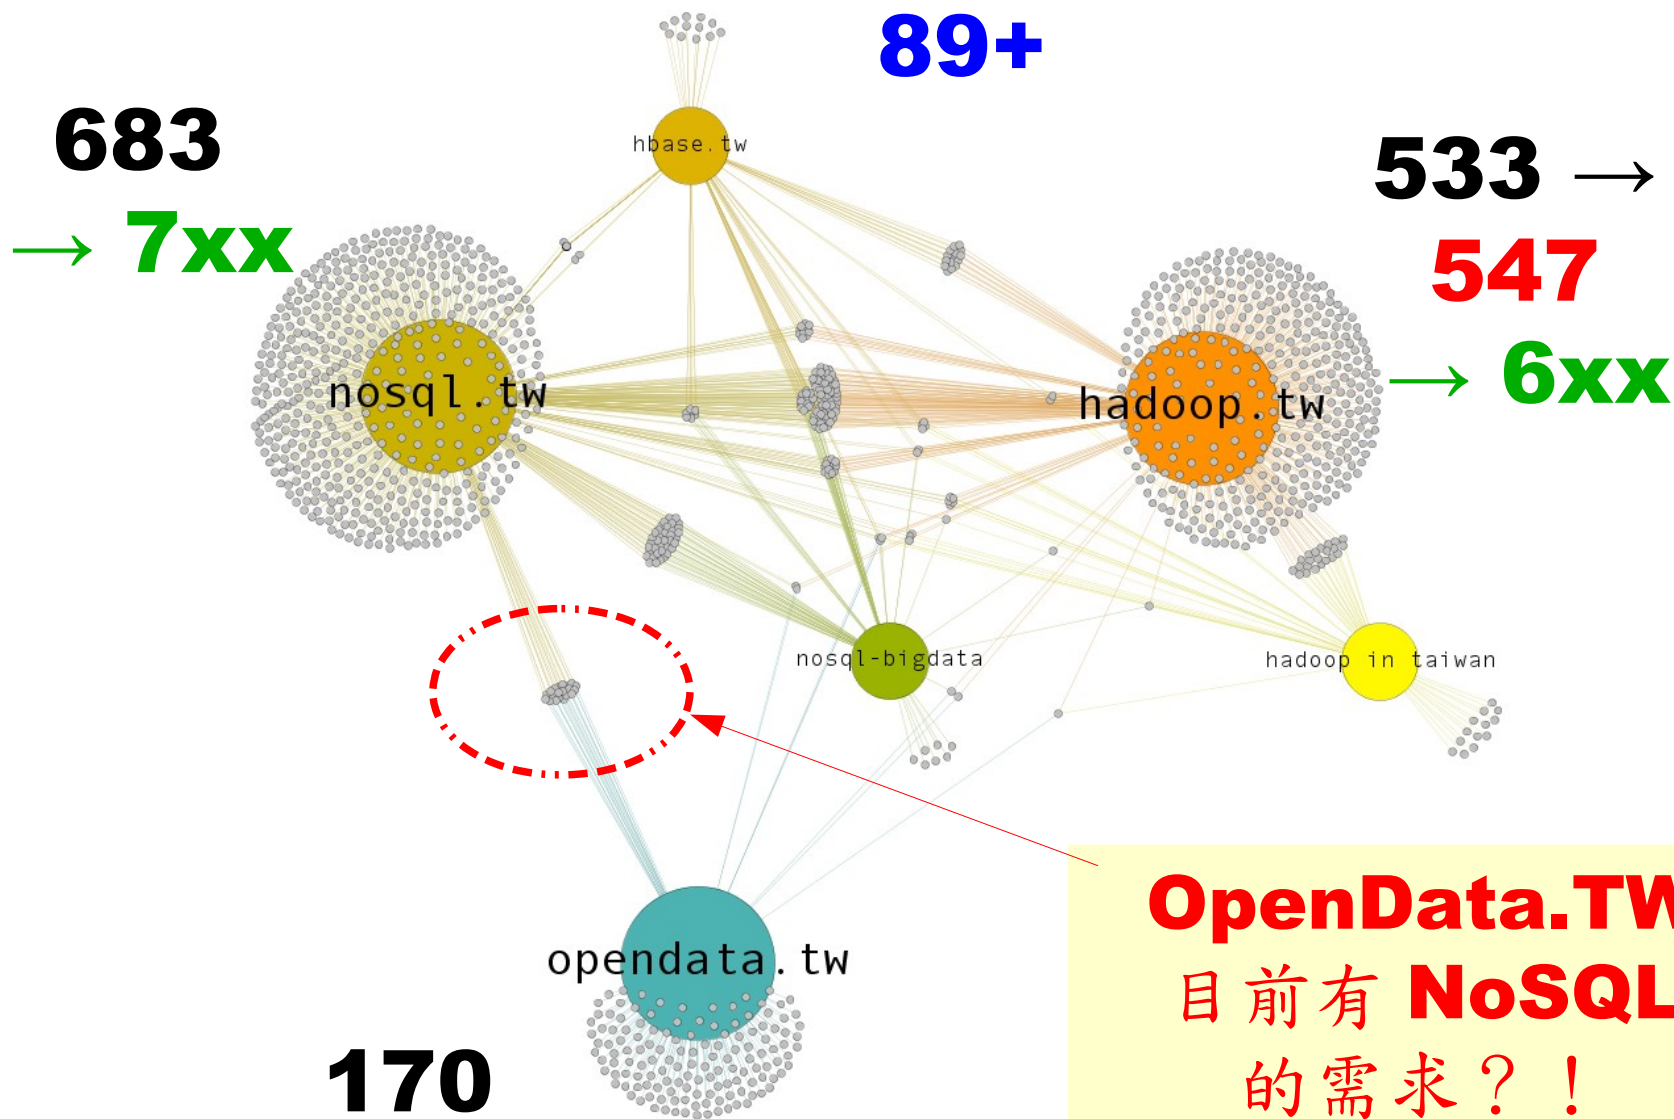 89+
683
→ 7xx
hbase.tw
533 →
547
→ 6xx
nosql.tw
hadoop.tw
nosql-bigdata
hadoop in taiwan
opendata.tw
170
OpenData.TW
目前有 NoSQL
的需求？！